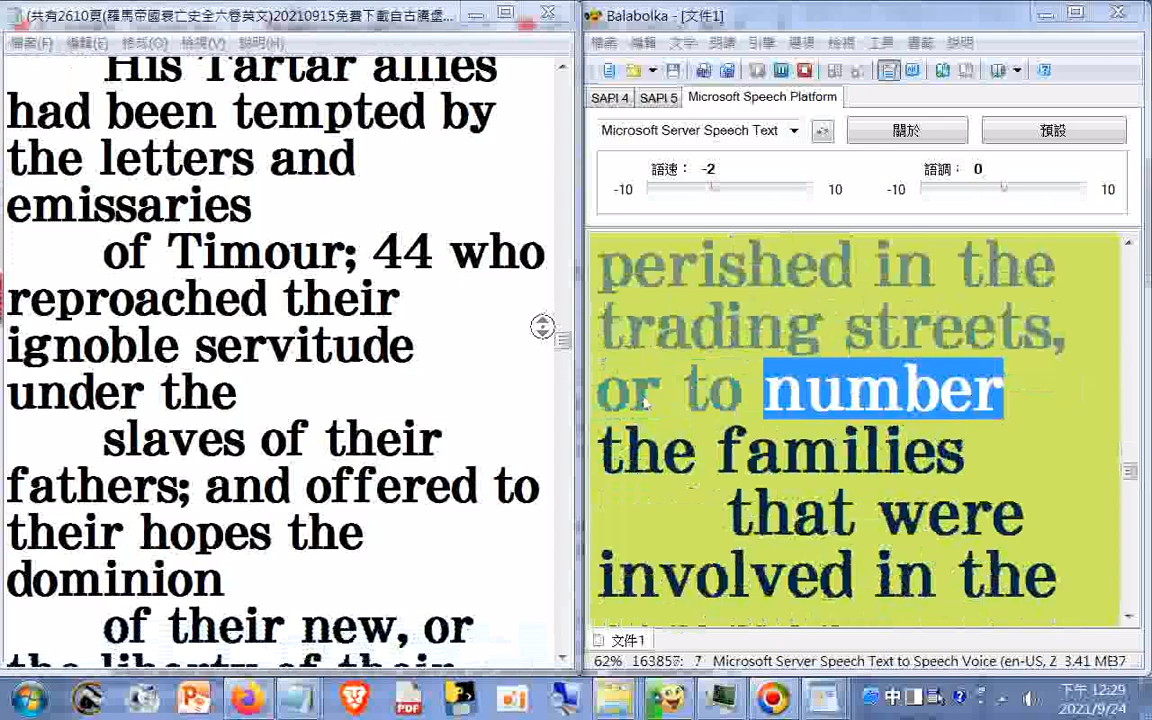 (共有2610頁(羅馬帝國衰亡史全六卷英文)20210915免費下載自古騰堡...
檔案(F) 編輯(E) 格式(O) 檢視(V) 說明(H)
His Tartar allies
had been tempted by
the letters and
emissaries
of Timour; 44 who
reproached their
ignoble servitude
under the
slaves of their
fathers; and offered to
their hopes the
dominion
of their new, or
the liberty of their
Balabolka - [文件1]
檔案 編輯 文字 朗讀 引擎 選項 檢視 工具 書籤 說明
SAPI 4 SAPI 5 Microsoft Speech Platform
Microsoft Server Speech Text 關於 預設
語速: -2 語調: 0
-10 10 -10 10
perished in the
trading streets,
or to number
the families
that were
involved in the
文件1
62% 163857: 7 Microsoft Server Speech Text to Speech Voice (en-US, Z 3.41 MB7
PDF 中 下午 12:29
2021/9/24